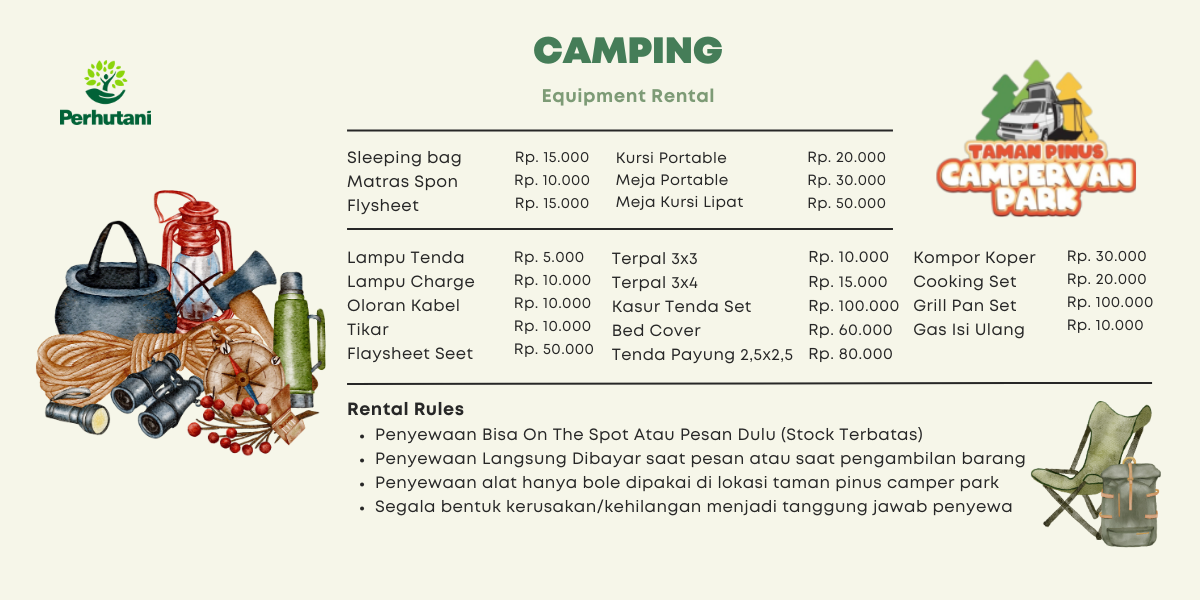 CAMPING
Equipment Rental
Perhutani
TAMAN PINUS
CAMPERVAN
PARK
Sleeping bag Rp. 15.000 Kursi Portable Rp. 20.000
Matras Spon Rp. 10.000 Meja Portable Rp. 30.000
Flysheet Rp. 15.000 Meja Kursi Lipat Rp. 50.000
Lampu Tenda Rp. 5.000 Terpal 3x3 Rp. 10.000 Kompor Koper Rp. 30.000
Lampu Charge Rp. 10.000 Terpal 3x4 Rp. 15.000 Cooking Set Rp. 20.000
Oloran Kabel Rp. 10.000 Kasur Tenda Set Rp. 100.000 Grill Pan Set Rp. 100.000
Tikar Rp. 10.000 Bed Cover Rp. 60.000 Gas Isi Ulang Rp. 10.000
Flaysheet Seet Rp. 50.000 Tenda Payung 2,5x2,5 Rp. 80.000
N
Rental Rules
• Penyewaan Bisa On The Spot Atau Pesan Dulu (Stock Terbatas)
• Penyewaan Langsung Dibayar saat pesan atau saat pengambilan barang
• Penyewaan alat hanya bole dipakai di lokasi taman pinus camper park
• Segala bentuk kerusakan/kehilangan menjadi tanggung jawab penyewa